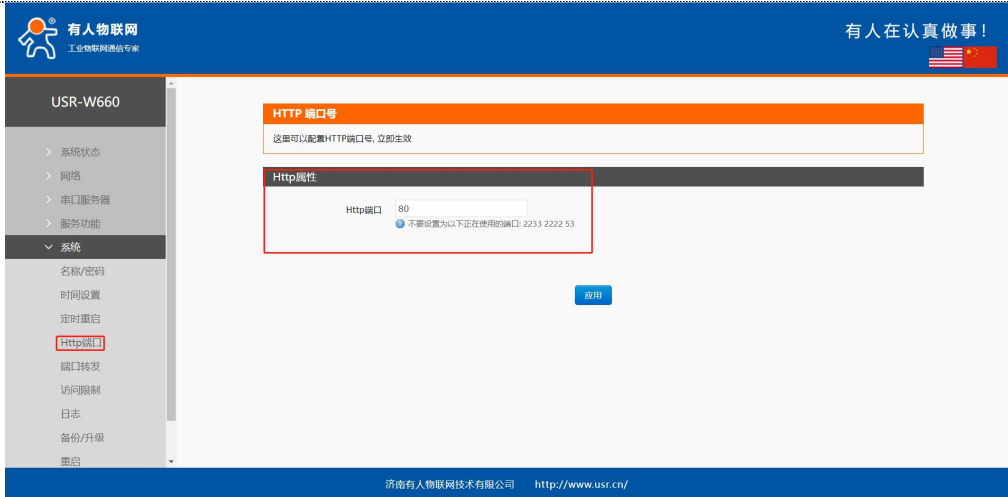 有人物联网
工业物联网通信专家
有人在认真做事!
USR-W660
系统状态
网络
串口服务器
服务功能
系统
名称/密码
时间设置
定时重启
Http端口
端口转发
访问限制
日志
备份/升级
重启
HTTP 端口号
这里可以配置HTTP端口号, 立即生效
Http属性
Http端口 80
不要设置为以下正在使用的端口: 2233 2222 53
应用
济南有人物联网技术有限公司 http://www.usr.cn/